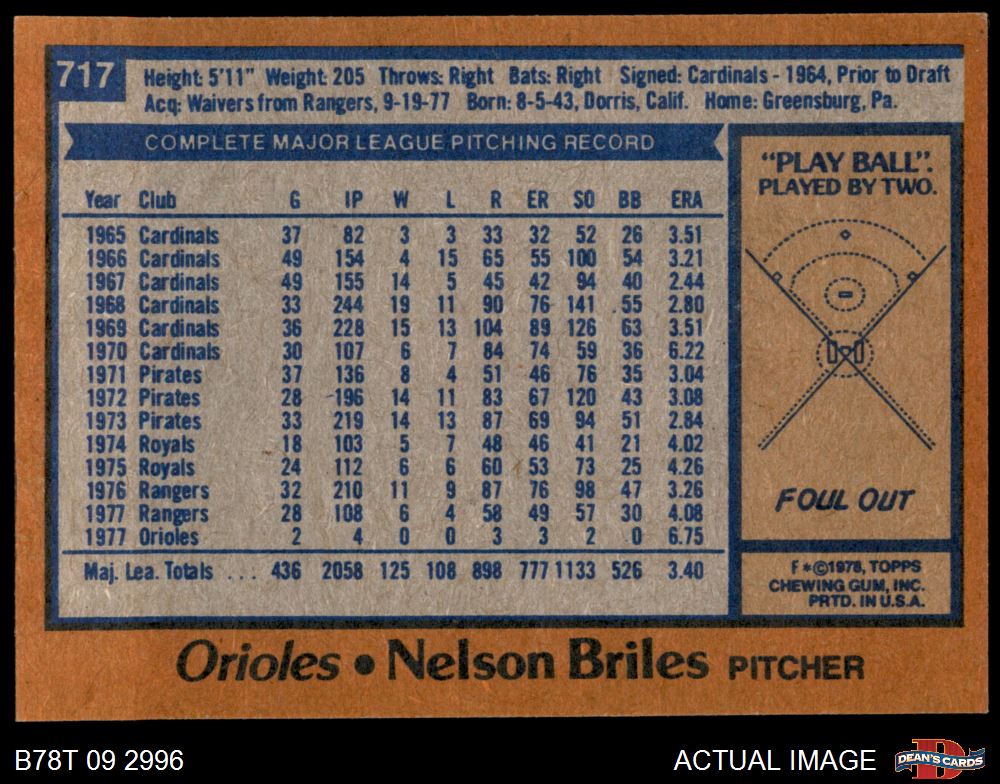 717
Height: 5'11" Weight: 205 Throws: Right Bats: Right Signed: Cardinals - 1964, Prior to Draft
Acq: Waivers from Rangers, 9-19-77 Born: 8-5-43, Dorris, Calif. Home: Greensburg, Pa.
COMPLETE MAJOR LEAGUE PITCHING RECORD
Year Club G IP W L R ER SO BB ERA
1965 Cardinals 37 82 3 3 33 32 52 26 3.51
1966 Cardinals 49 154 4 15 65 55 100 54 3.21
1967 Cardinals 49 155 14 5 45 42 94 40 2.44
1968 Cardinals 33 244 19 11 90 76 141 55 2.80
1969 Cardinals 36 228 15 13 104 89 126 63 3.51
1970 Cardinals 30 107 6 7 84 74 59 36 6.22
1971 Pirates 37 136 8 4 51 46 76 35 3.04
1972 Pirates 28 196 14 11 83 67 120 43 3.08
1973 Pirates 33 219 14 13 87 69 94 51 2.84
1974 Royals 18 103 5 7 48 46 41 21 4.02
1975 Royals 24 112 6 6 60 53 73 25 4.26
1976 Rangers 32 210 11 9 87 76 98 47 3.26
1977 Rangers 28 108 6 4 58 49 57 30 4.08
1977 Orioles 2 4 0 0 3 3 2 0 6.75
Maj. Lea. Totals ... 436 2058 125 108 898 777 1133 526 3.40
"PLAY BALL".
PLAYED BY TWO.
FOUL OUT
F*©1978, TOPPS
CHEWING GUM, INC.
PRTD. IN U.S.A.
Orioles • Nelson Briles PITCHER
B78T 09 2996
ACTUAL IMAGE
DEAN'S CARDS